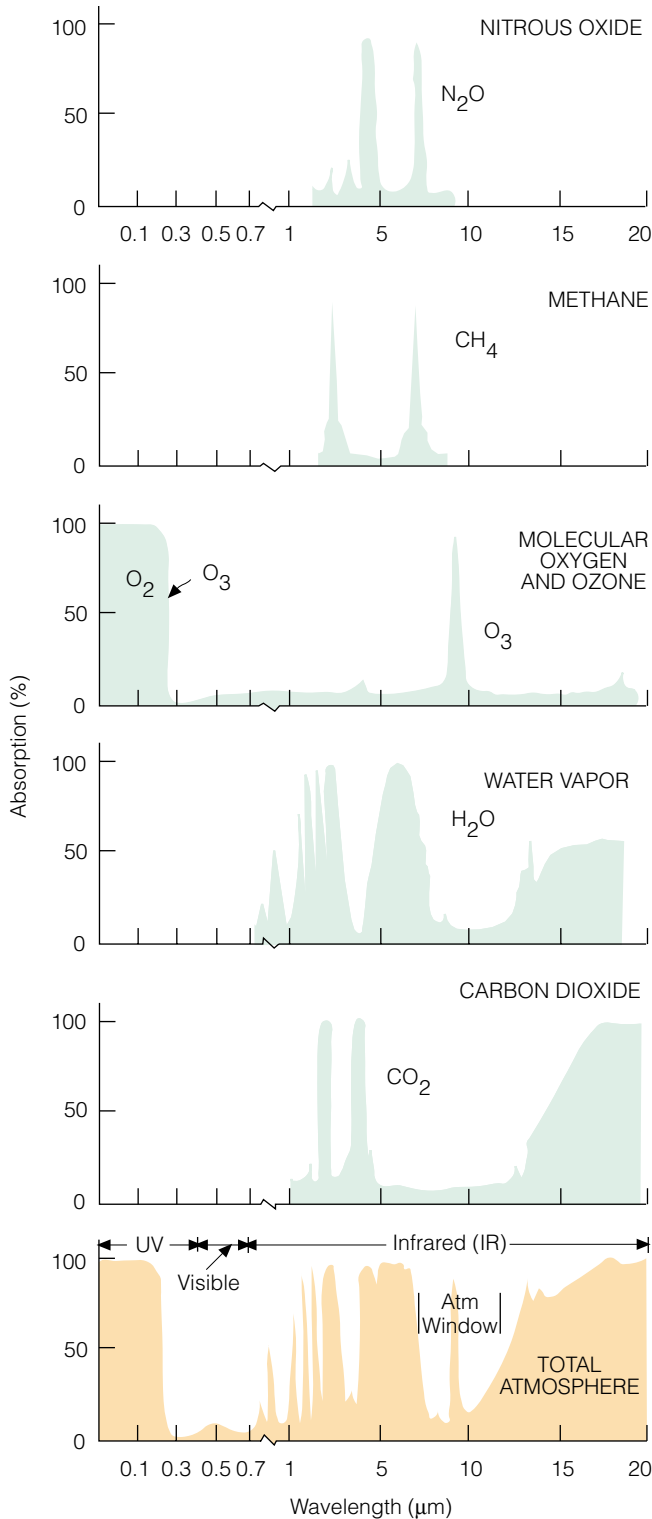 NITROUS OXIDE
100
N2O
50
0
0.1 0.3 0.5 0.7 1 5 10 15 20
METHANE
100
CH4
50
0
MOLECULAR
OXYGEN
AND OZONE
100
O2
O3
50
O3
0
Absorption (%)
WATER VAPOR
100
H2O
50
0
CARBON DIOXIDE
100
CO2
50
0
UV
Visible
Infrared (IR)
100
Atm
Window
50
TOTAL
ATMOSPHERE
0
0.1 0.3 0.5 0.7 1 5 10 15 20
Wavelength (μm)